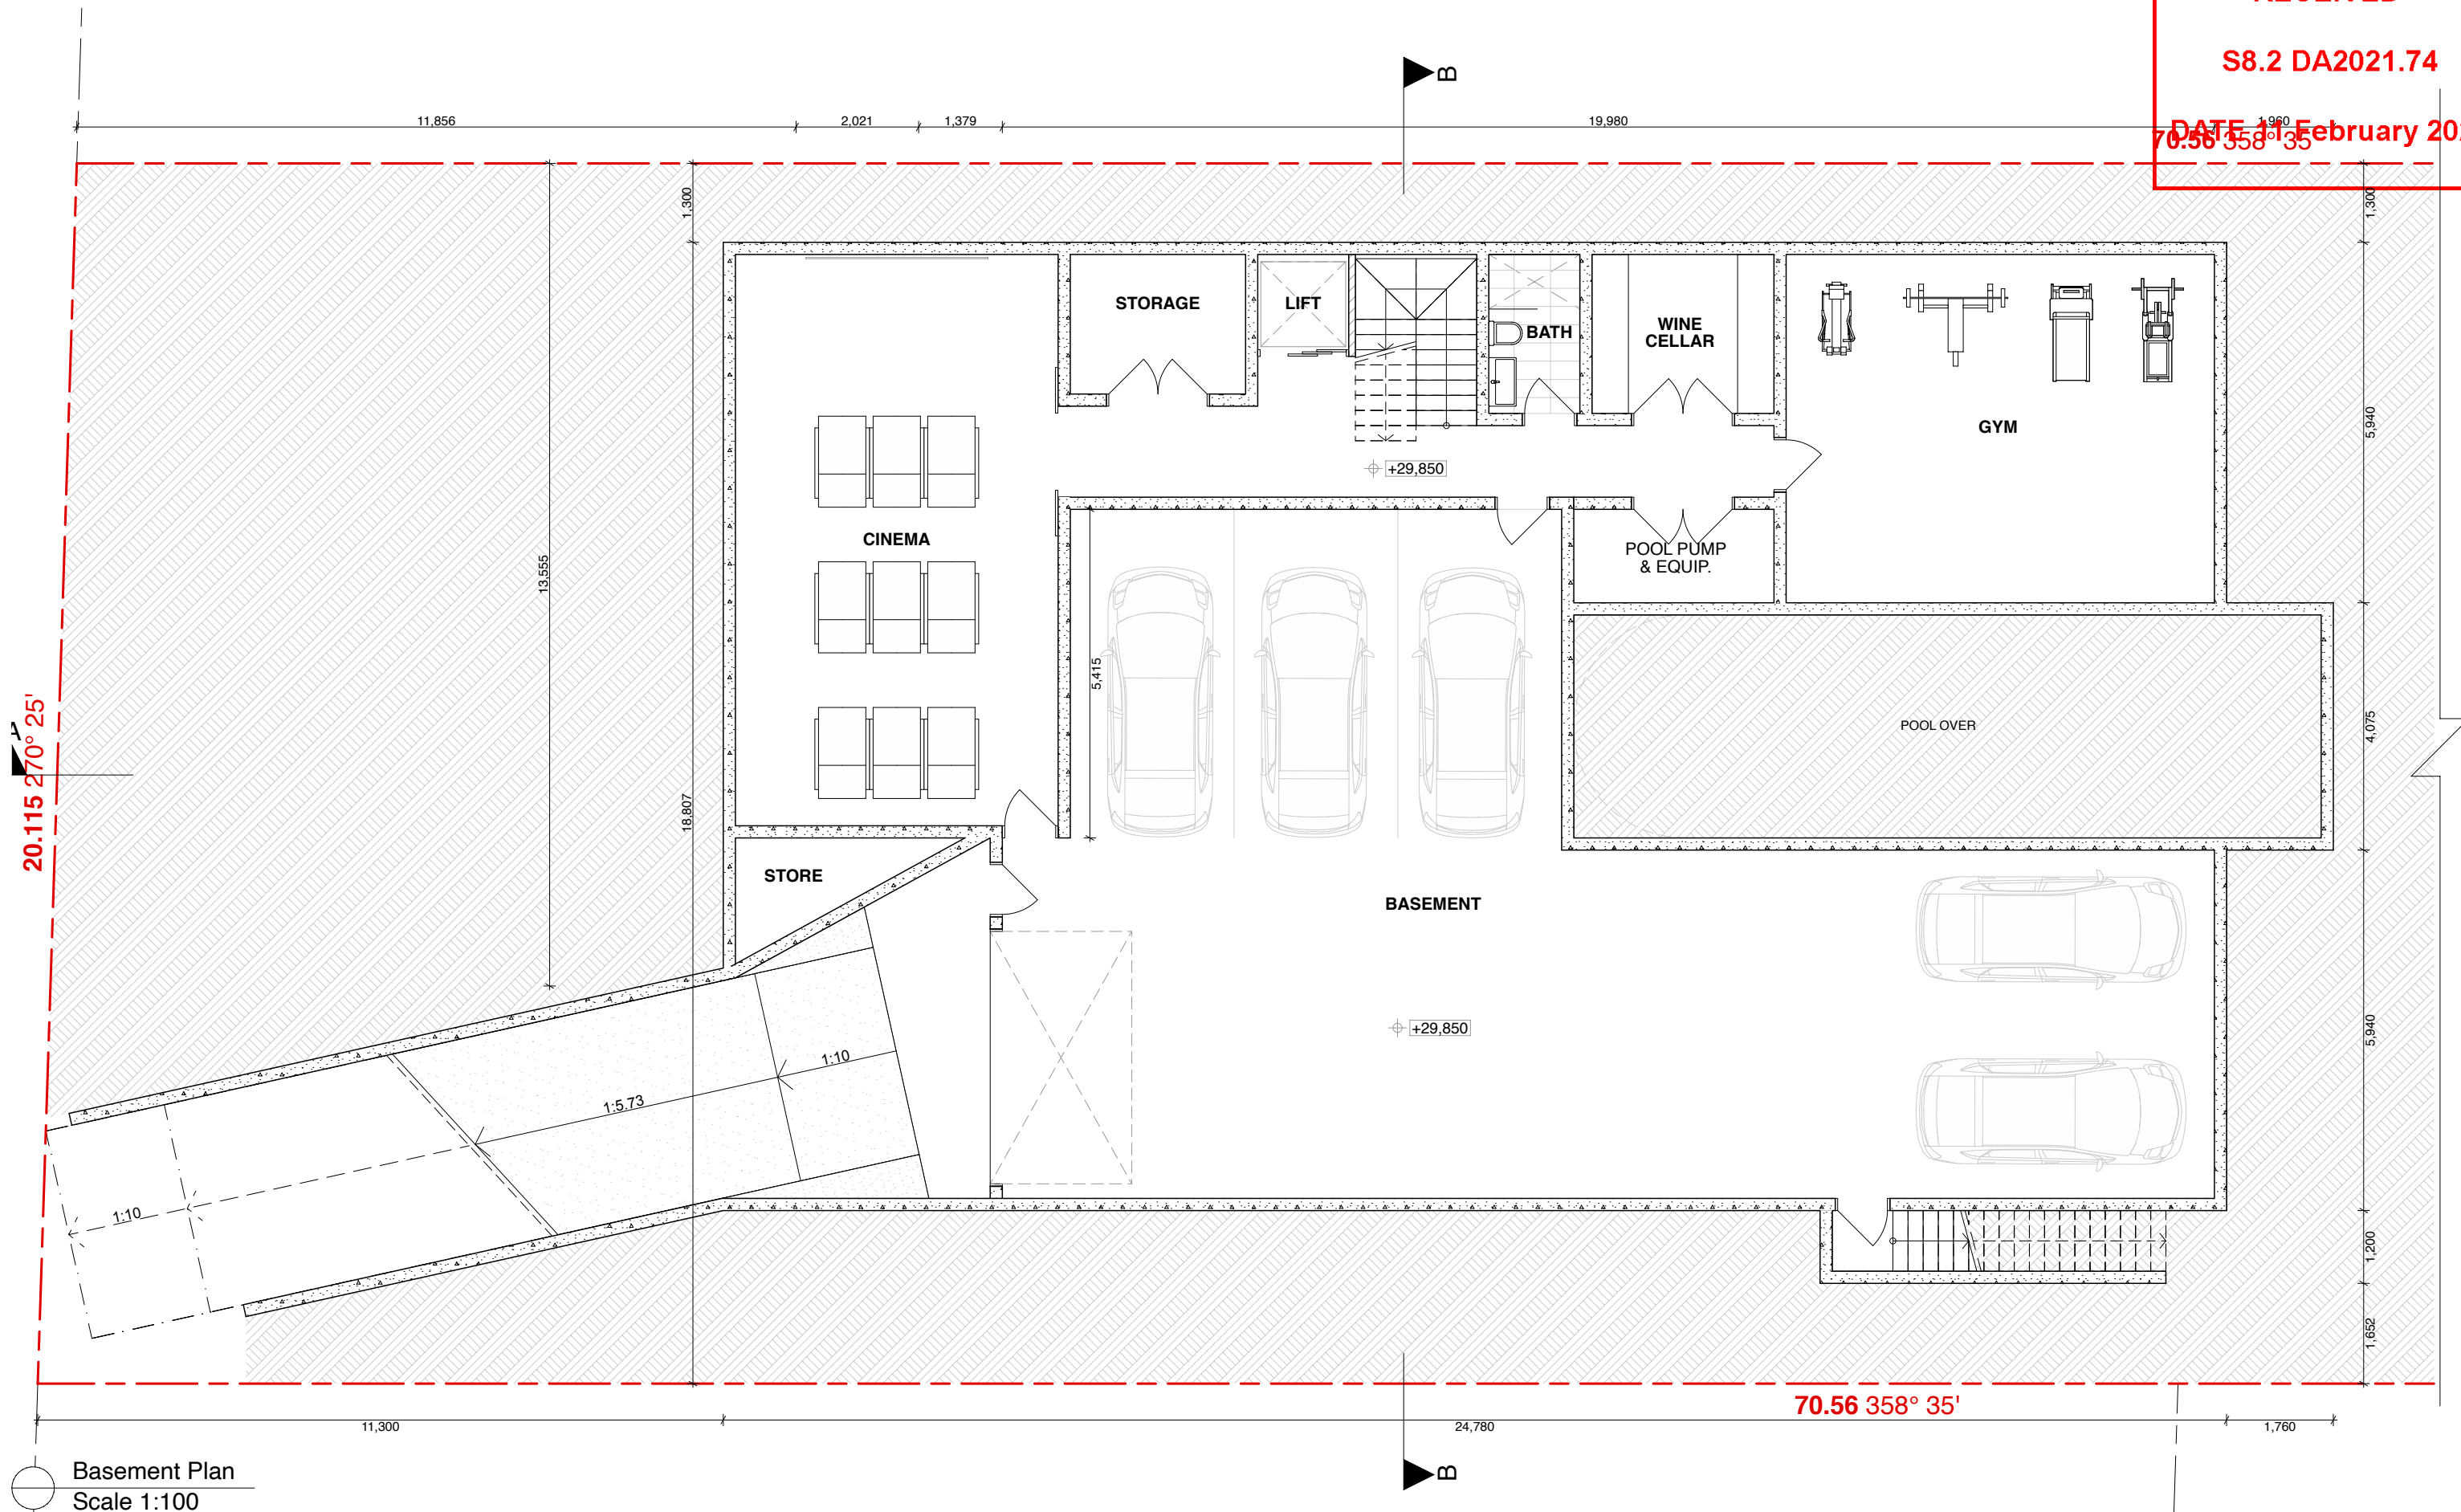 S8.2 DA2021.74
DATE 11 February 20
70.56 358° 35'
B
11,856
2,021
1,379
19,980
1,960
1,300
1,300
STORAGE
LIFT
BATH
WINE
CELLAR
GYM
5,940
+29,850
CINEMA
POOL PUMP
& EQUIP.
13,555
5,415
POOL OVER
4,075
20.115 270° 25'
18,807
STORE
BASEMENT
+29,850
5,940
1:10
1:5.73
1:10
1,200
1,652
70.56 358° 35'
11,300
24,780
1,760
B
Basement Plan
Scale 1:100